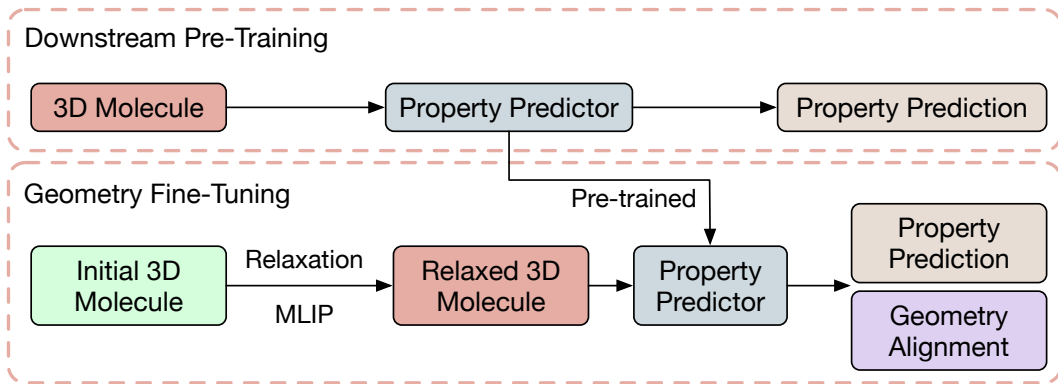 Downstream Pre-Training
3D Molecule
Property Predictor
Property Prediction
Geometry Fine-Tuning
Pre-trained
Initial 3D
Molecule
Relaxation
MLIP
Relaxed 3D
Molecule
Property
Predictor
Property
Prediction
Geometry
Alignment